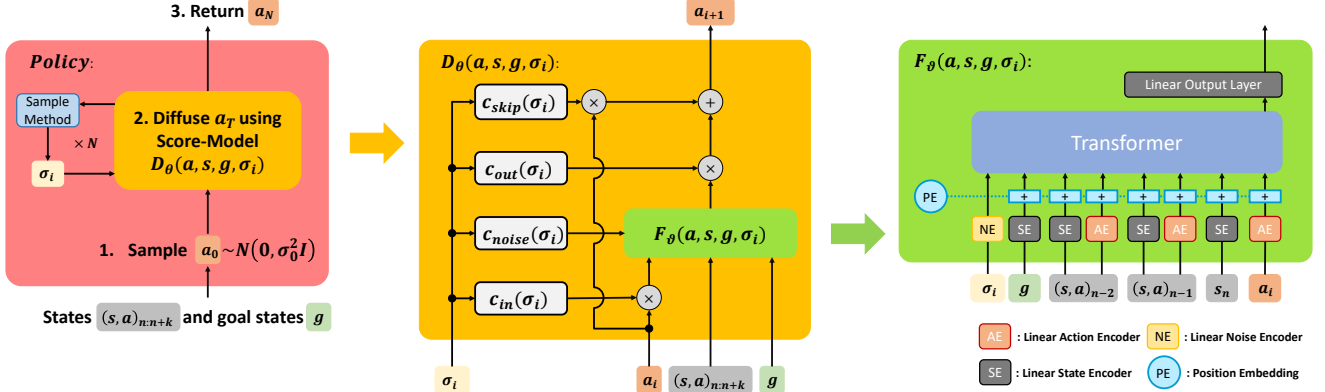 3. Return a_N
Policy:
Sample
Method
× N
σ_i
2. Diffuse a_T using
Score-Model
D_θ(a, s, g, σ_i)
1. Sample a_0 ~ N(0, σ_0^2 I)
States (s, a)_{n:n+k} and goal states g
a_{i+1}
D_θ(a, s, g, σ_i):
c_skip(σ_i)
×
+
c_out(σ_i)
×
c_noise(σ_i)
F_ϑ(a, s, g, σ_i)
c_in(σ_i)
×
σ_i
a_i
(s, a)_{n:n+k}
g
F_ϑ(a, s, g, σ_i):
Linear Output Layer
Transformer
PE
+ + + + + + +
NE SE SE AE SE AE SE AE
σ_i g (s, a)_{n−2} (s, a)_{n−1} s_n a_i
AE : Linear Action Encoder
NE : Linear Noise Encoder
SE : Linear State Encoder
PE : Position Embedding